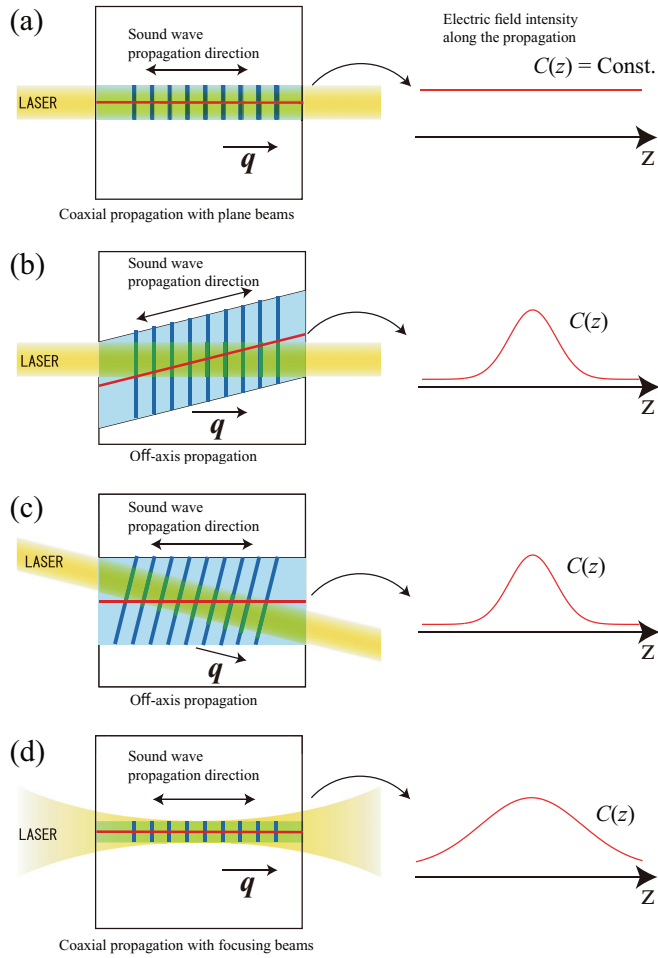 (a)
Electric field intensity
along the propagation
Sound wave
propagation direction
C(z) = Const.
LASER
q
z
Coaxial propagation with plane beams
(b)
Sound wave
propagation direction
C(z)
LASER
q
z
Off-axis propagation
(c)
Sound wave
propagation direction
LASER
C(z)
q
z
Off-axis propagation
(d)
Sound wave
propagation direction
C(z)
LASER
q
z
Coaxial propagation with focusing beams